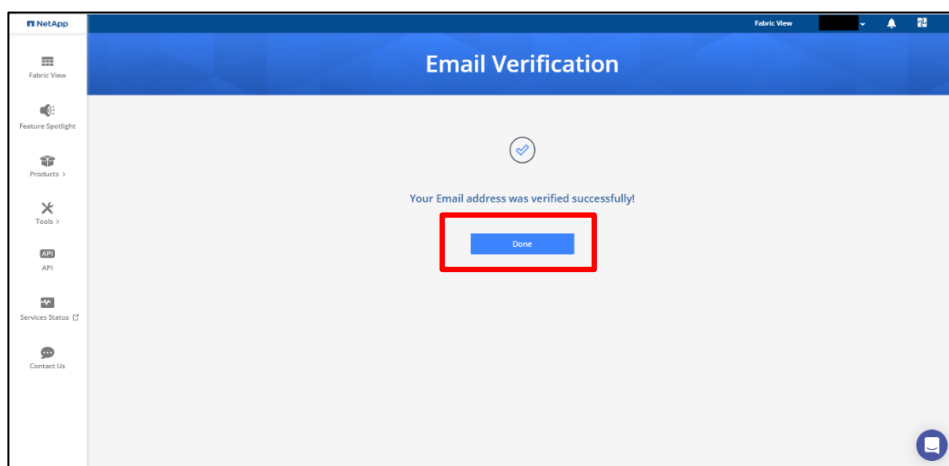 NetApp
Fabric View
Email Verification
Fabric View
Feature Spotlight
Products >
Tools >
API
API
Services Status
Contact Us
Your Email address was verified successfully!
Done